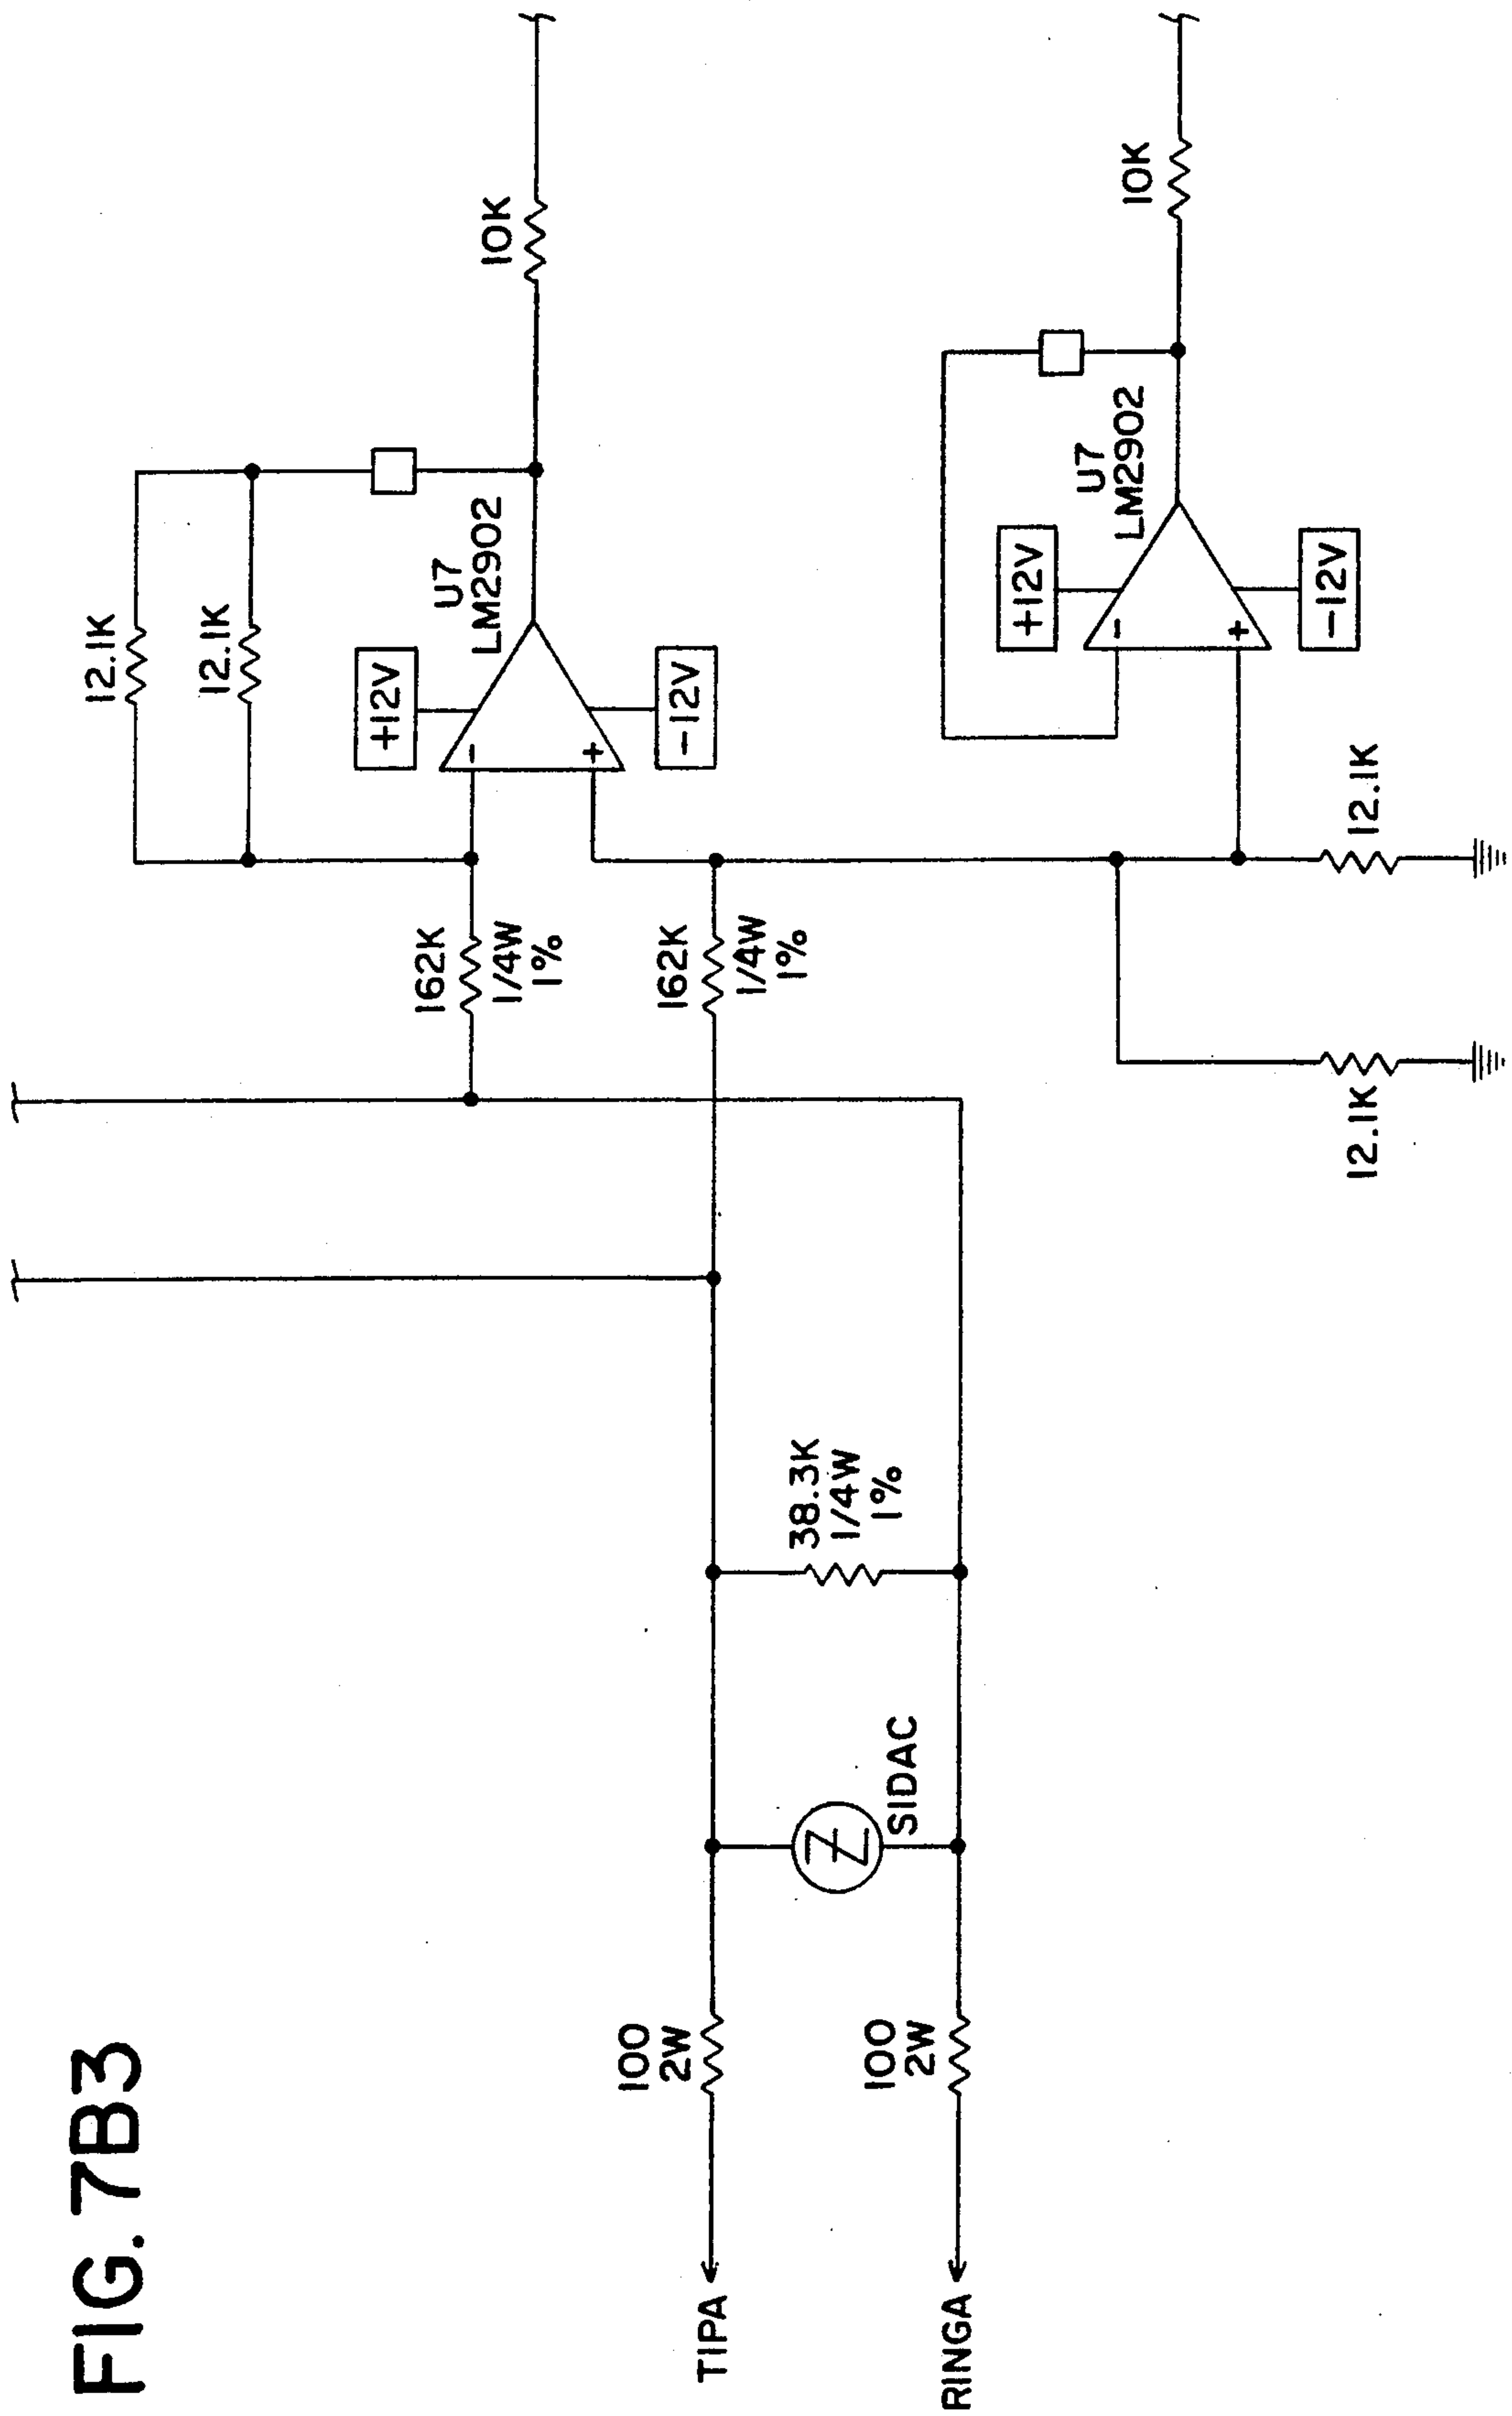 FIG. 7B3
12.1K
12.1K
10K
+12V
U7
LM2902
162K
1/4W
1%
-12V
100
2W
TIPA
162K
1/4W
1%
38.3K
1/4W
1%
SIDAC
100
2W
RINGA
10K
+12V
U7
LM2902
-12V
12.1K
12.1K